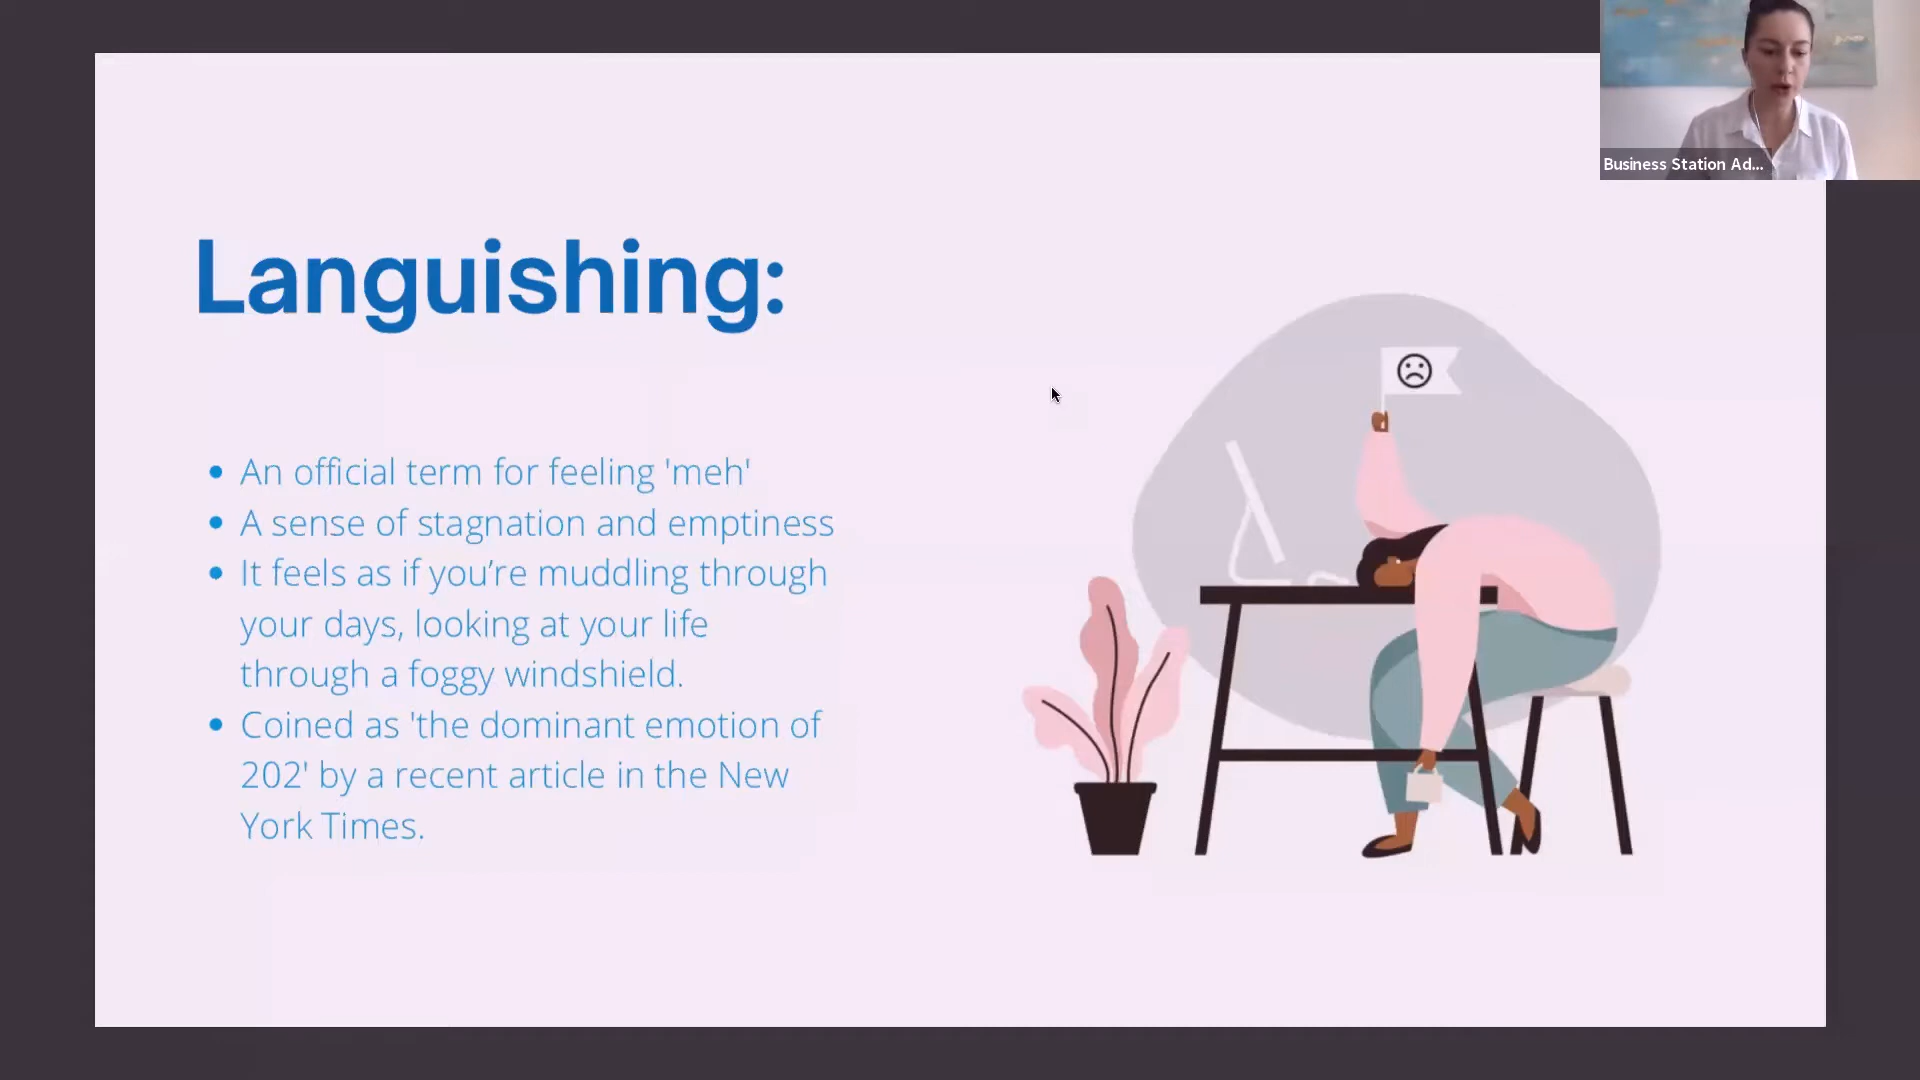 Business Station Ad...
Languishing:
• An official term for feeling 'meh'
• A sense of stagnation and emptiness
• It feels as if you’re muddling through
your days, looking at your life
through a foggy windshield.
• Coined as 'the dominant emotion of
202' by a recent article in the New
York Times.